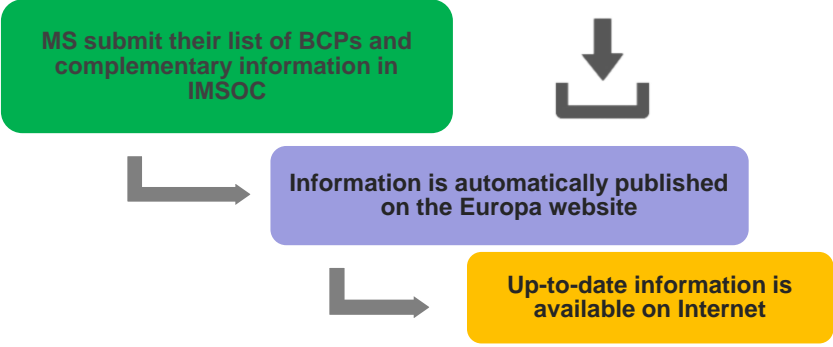 MS submit their list of BCPs and
complementary information in
IMSOC
Information is automatically published
on the Europa website
Up-to-date information is
available on Internet